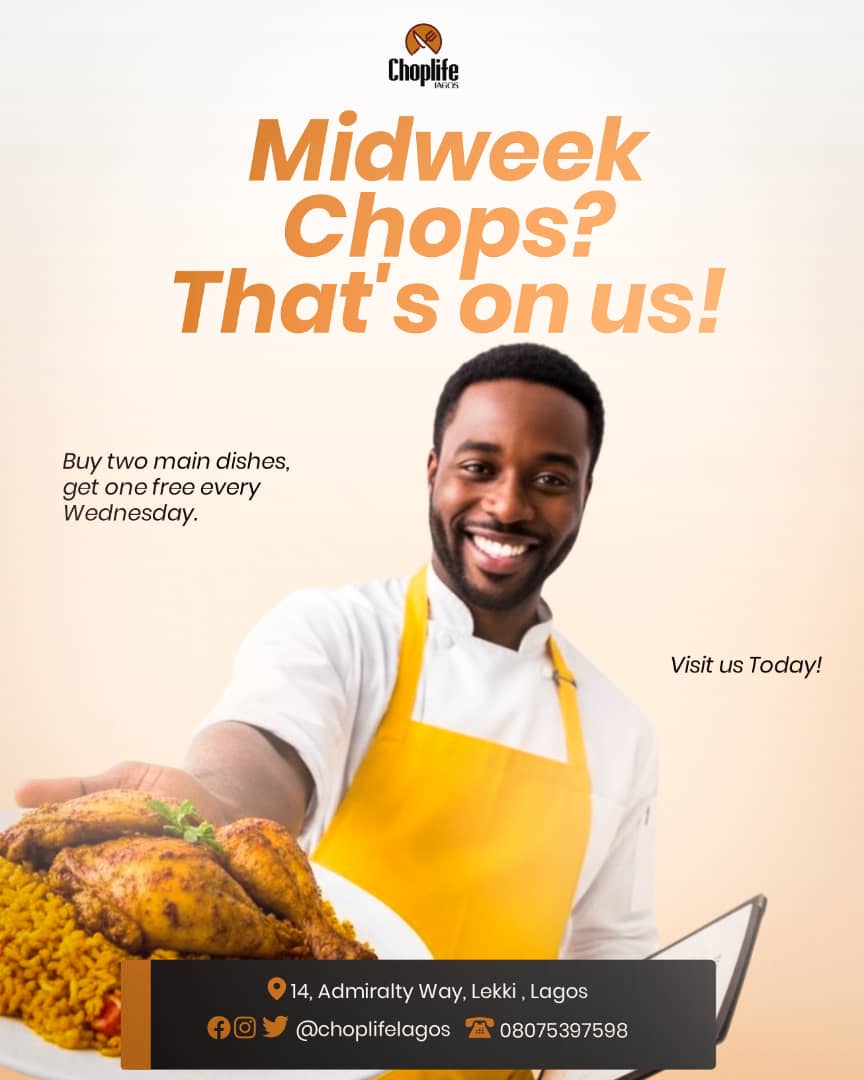 Choplife
LAGOS
Midweek
Chops?
That's on us!
Buy two main dishes,
get one free every
Wednesday.
Visit us Today!
14, Admiralty Way, Lekki , Lagos
@choplifelagos 08075397598